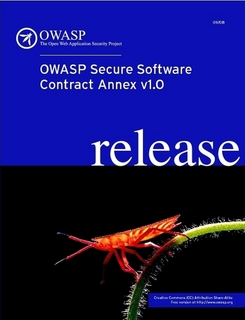 OWASP
The Open Web Application Security Project
OWASP Secure Software
Contract Annex v1.0
release
Creative Commons (CC) Attribution Share-Alike
Free version at http://www.owasp.org